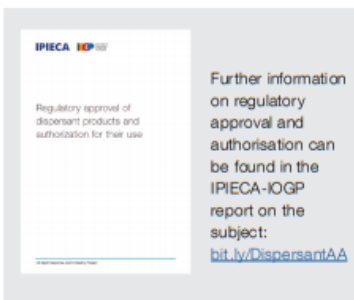 IPIECA IOGP
Regulatory approval of
dispersant products and
authorization for their use
Further information
on regulatory
approval and
authorisation can
be found in the
IPIECA-IOGP
report on the
subject:
bit.ly/DispersantAA